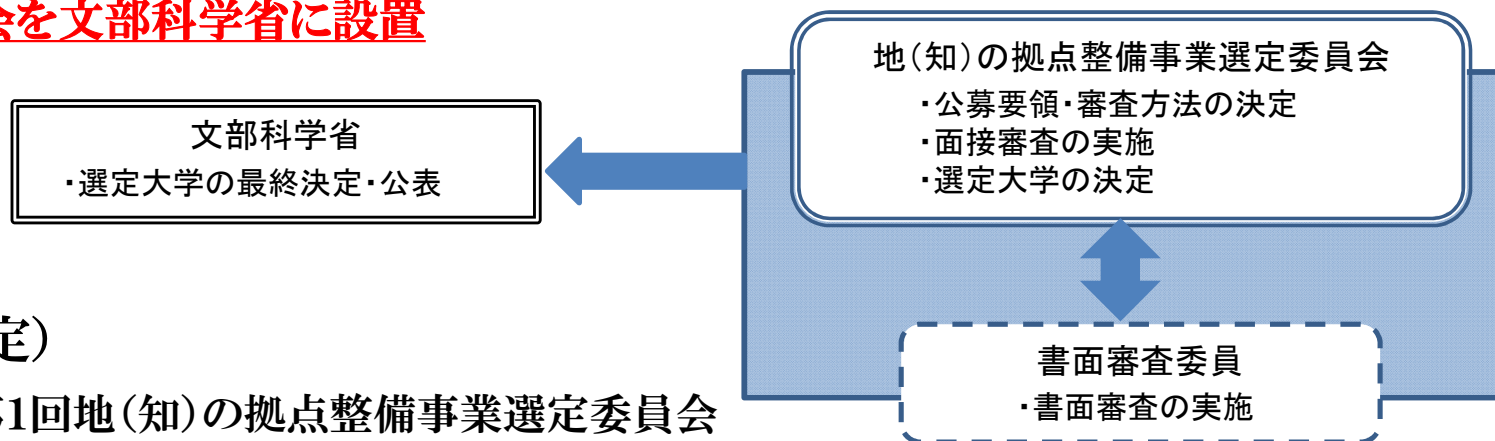 会を文部科学省に設置
文部科学省
・選定大学の最終決定・公表
地(知)の拠点整備事業選定委員会
・公募要領・審査方法の決定
・面接審査の実施
・選定大学の決定
定)
第1回地(知)の拠点整備事業選定委員会
書面審査委員
・書面審査の実施